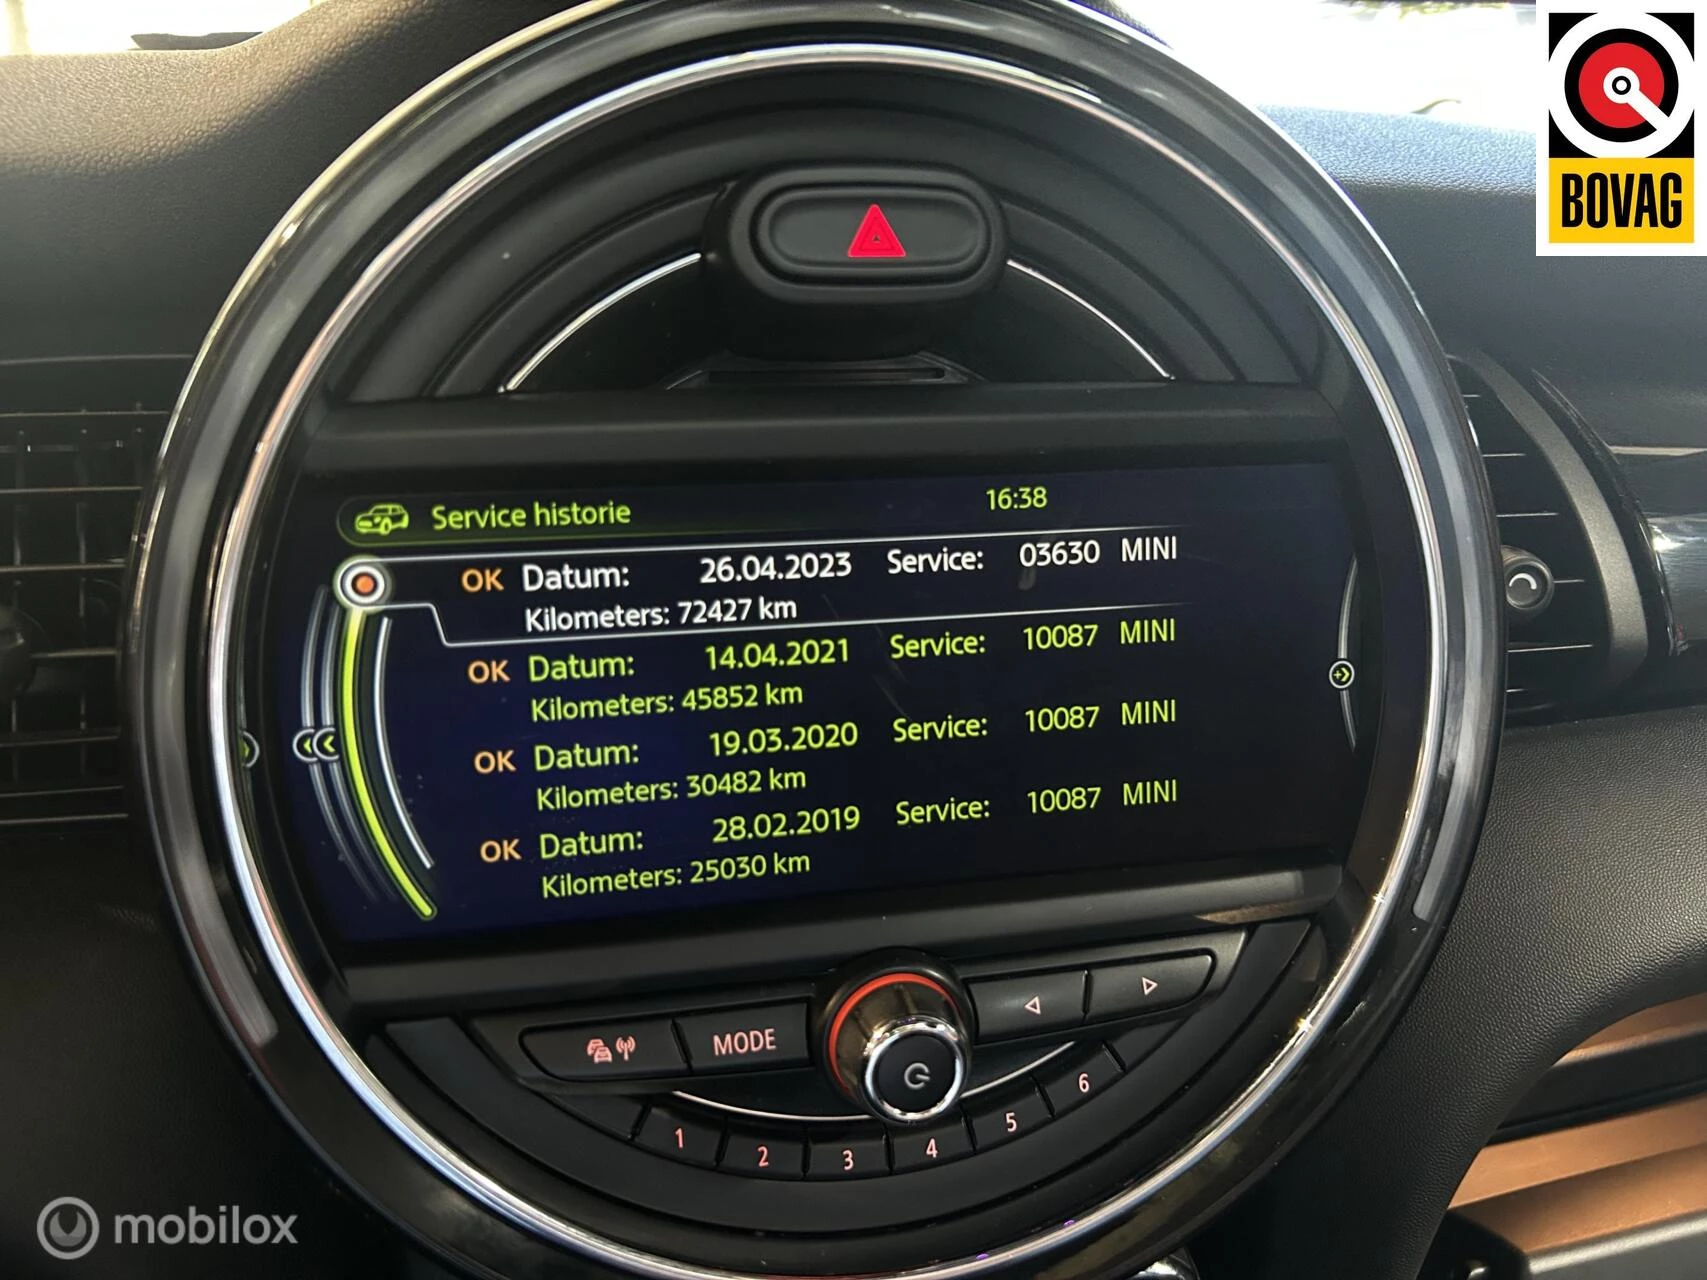 BOVAG
Service historie 16:38
OK Datum: 26.04.2023 Service: 03630 MINI
Kilometers: 72427 km
OK Datum: 14.04.2021 Service: 10087 MINI
Kilometers: 45852 km
OK Datum: 19.03.2020 Service: 10087 MINI
Kilometers: 30482 km
OK Datum: 28.02.2019 Service: 10087 MINI
Kilometers: 25030 km
MODE
1 2 3 4 5 6
mobilox